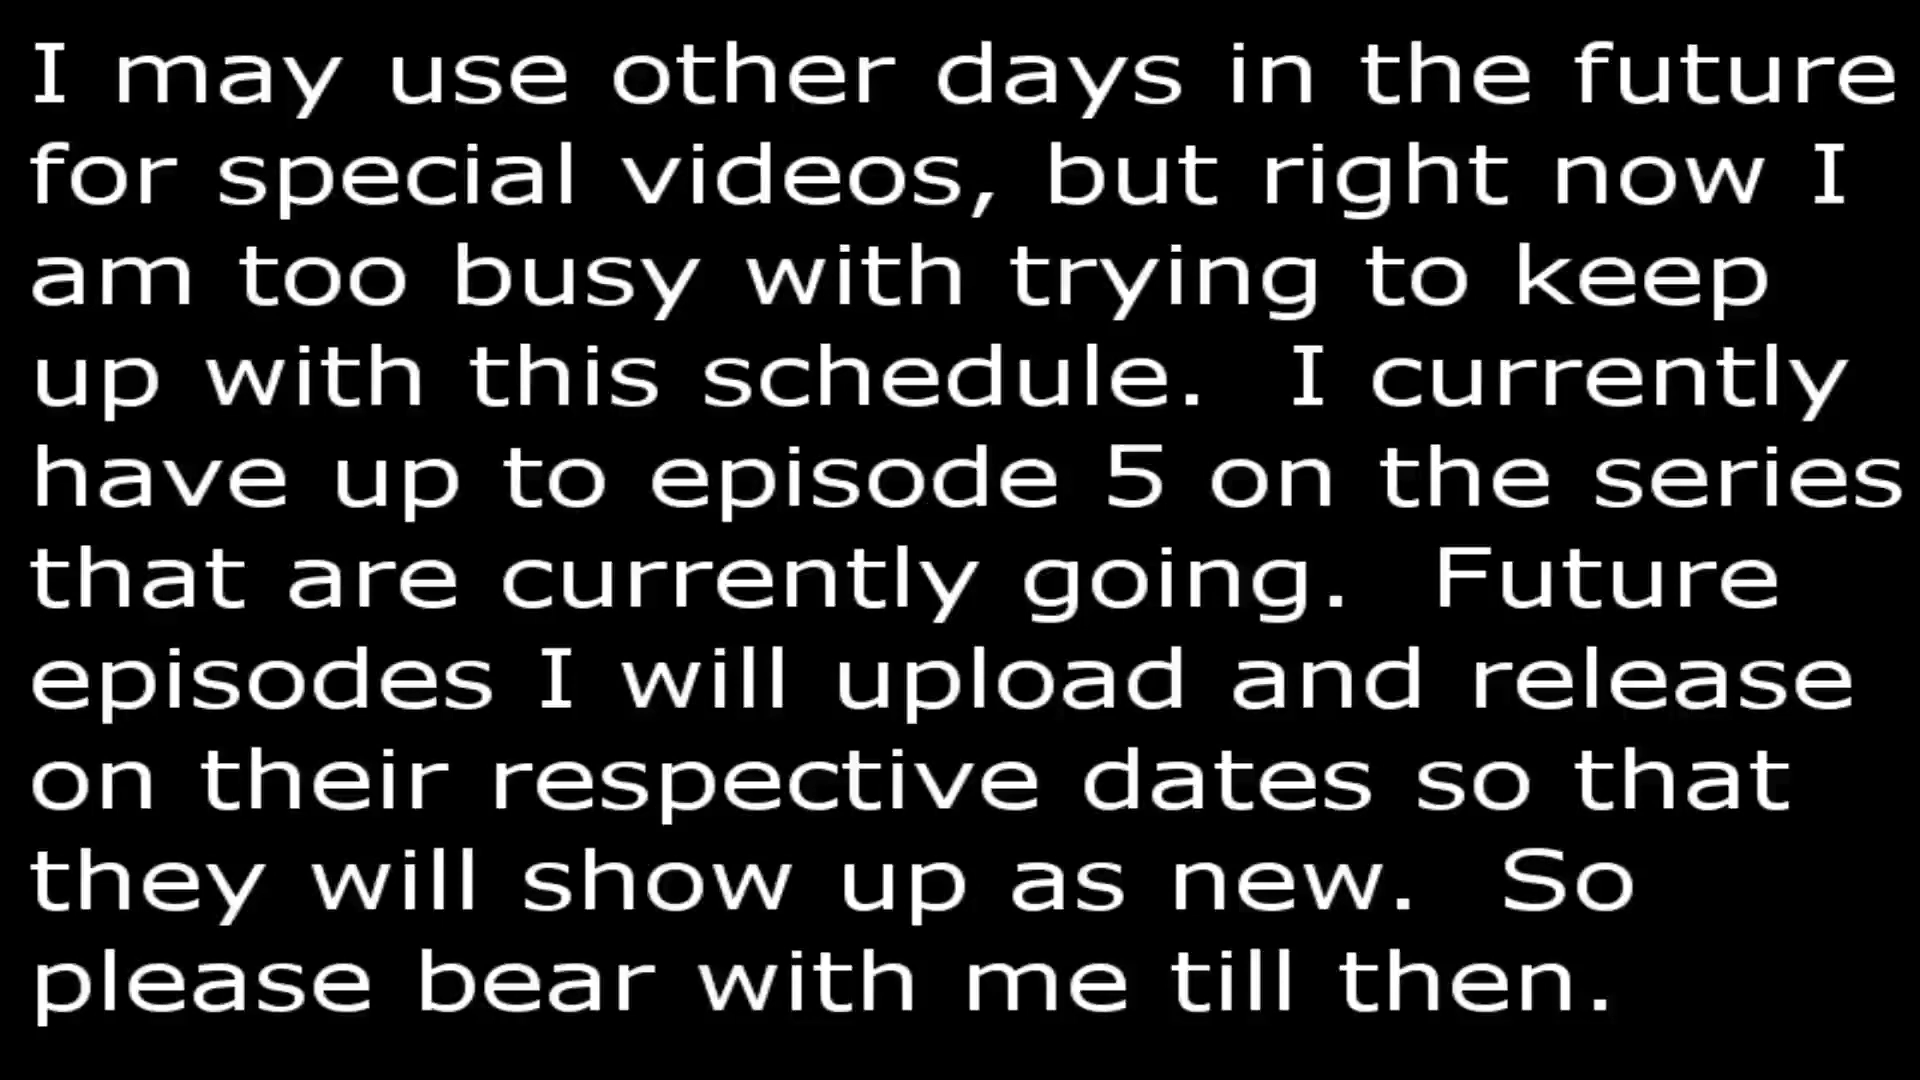 I may use other days in the future
for special videos, but right now I
am too busy with trying to keep
up with this schedule.  I currently
have up to episode 5 on the series
that are currently going.  Future
episodes I will upload and release
on their respective dates so that
they will show up as new.  So
please bear with me till then.